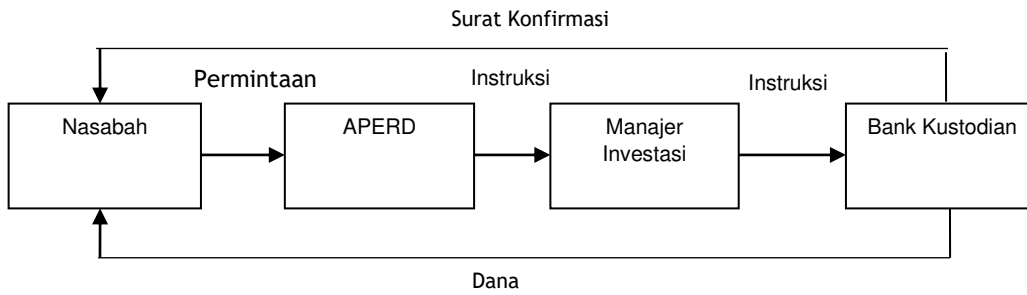 Surat Konfirmasi
Permintaan
Instruksi
Instruksi
Nasabah
APERD
Manajer
Investasi
Bank Kustodian
Dana